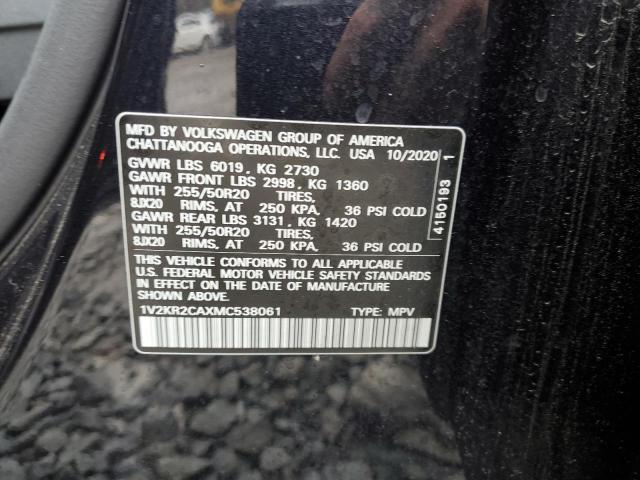 MFD BY VOLKSWAGEN GROUP OF AMERICA
CHATTANOOGA OPERATIONS, LLC. USA 10/2020
GVWR LBS 6019, KG 2730
GAWR FRONT LBS 2998, KG 1360
WITH 255/50R20 TIRES,
8JX20 RIMS, AT 250 KPA, 36 PSI COLD
GAWR REAR LBS 3131, KG 1420
WITH 255/50R20 TIRES,
8JX20 RIMS, AT 250 KPA, 36 PSI COLD
THIS VEHICLE CONFORMS TO ALL APPLICABLE
U.S. FEDERAL MOTOR VEHICLE SAFETY STANDARDS
IN EFFECT ON THE DATE OF MANUFACTURE
SHOWN ABOVE.
1V2KR2CAXMC538061 TYPE: MPV
4150193 1